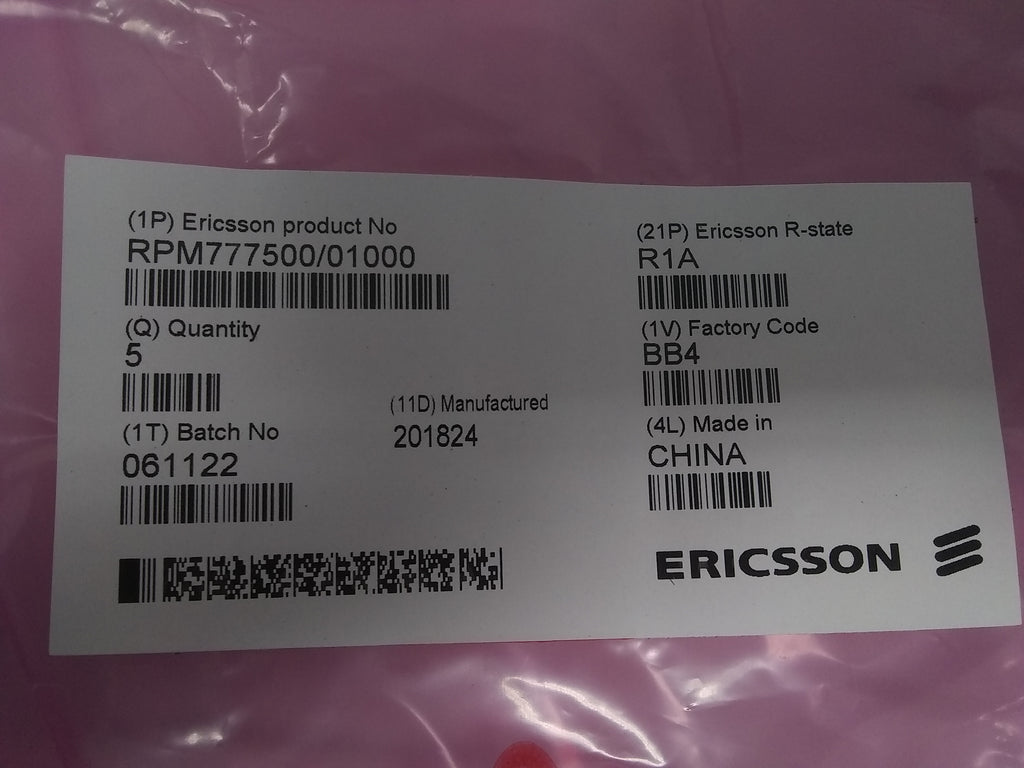 (1P) Ericsson product No
RPM777500/01000
(Q) Quantity
5
(1T) Batch No
061122
(11D) Manufactured
201824
(21P) Ericsson R-state
R1A
(1V) Factory Code
BB4
(4L) Made in
CHINA
ERICSSON